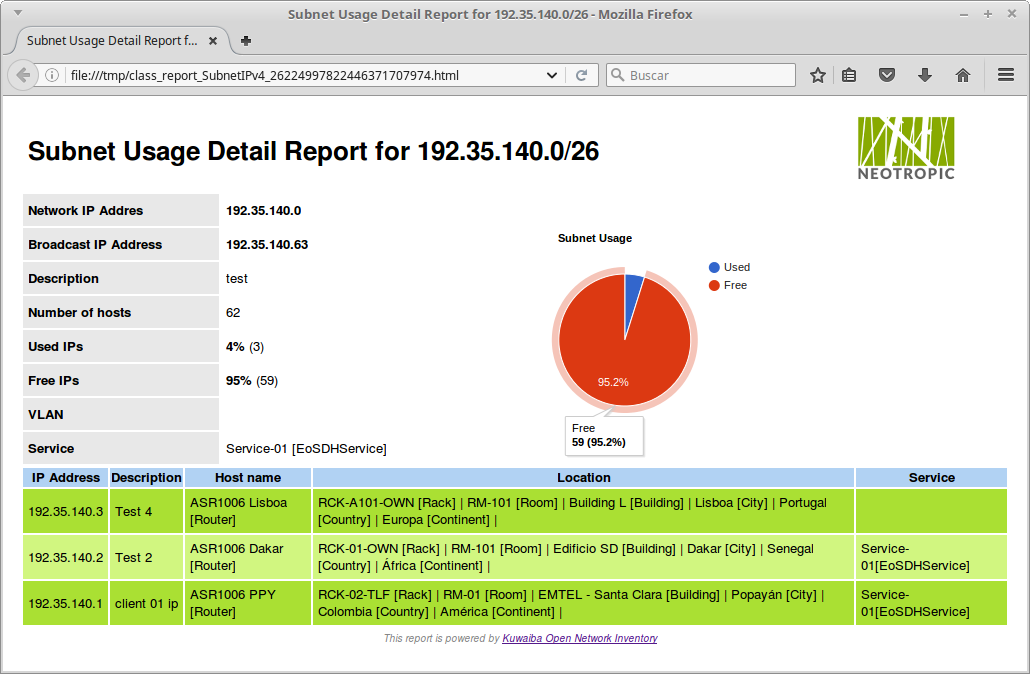 Subnet Usage Detail Report for 192.35.140.0/26 - Mozilla Firefox
Subnet Usage Detail Report f...
file:///tmp/class_report_SubnetIPv4_26224997822446371707974.html
Buscar
Subnet Usage Detail Report for 192.35.140.0/26
NEOTROPIC
Network IP Addres 192.35.140.0
Broadcast IP Address 192.35.140.63
Description test
Number of hosts 62
Used IPs 4% (3)
Free IPs 95% (59)
VLAN
Service Service-01 [EoSDHService]
Subnet Usage
Used
Free
95.2%
Free
59 (95.2%)
IP Address Description Host name Location Service
192.35.140.3 Test 4 ASR1006 Lisboa [Router] RCK-A101-OWN [Rack] | RM-101 [Room] | Building L [Building] | Lisboa [City] | Portugal
[Country] | Europa [Continent] |
192.35.140.2 Test 2 ASR1006 Dakar [Router] RCK-01-OWN [Rack] | RM-101 [Room] | Edificio SD [Building] | Dakar [City] | Senegal
[Country] | África [Continent] | Service-
01[EoSDHService]
192.35.140.1 client 01 ip ASR1006 PPY [Router] RCK-02-TLF [Rack] | RM-01 [Room] | EMTEL - Santa Clara [Building] | Popayán [City] |
Colombia [Country] | América [Continent] | Service-
01[EoSDHService]
This report is powered by Kuwaiba Open Network Inventory